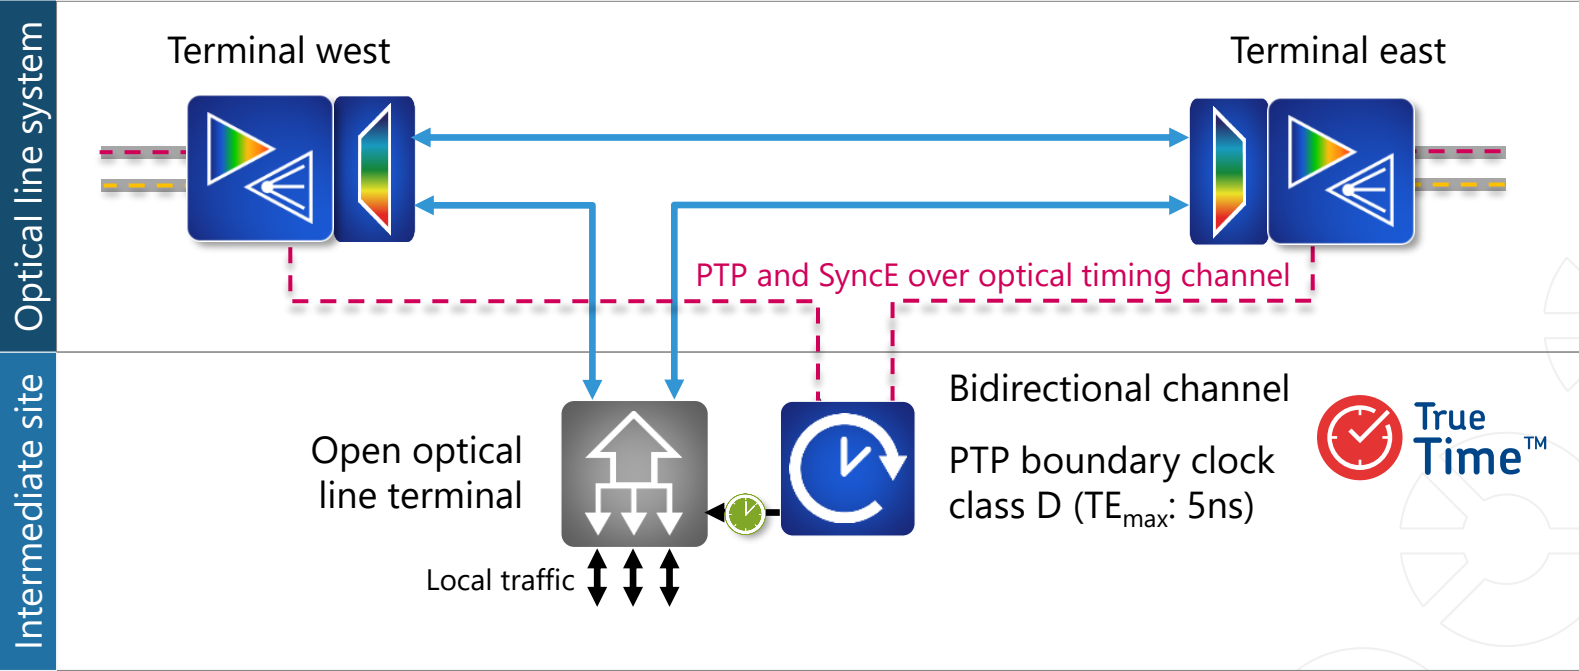 Optical line system
Terminal west
Terminal east
PTP and SyncE over optical timing channel
Intermediate site
Open optical
line terminal
Local traffic
Bidirectional channel
PTP boundary clock
class D (TEmax: 5ns)
True
Time™